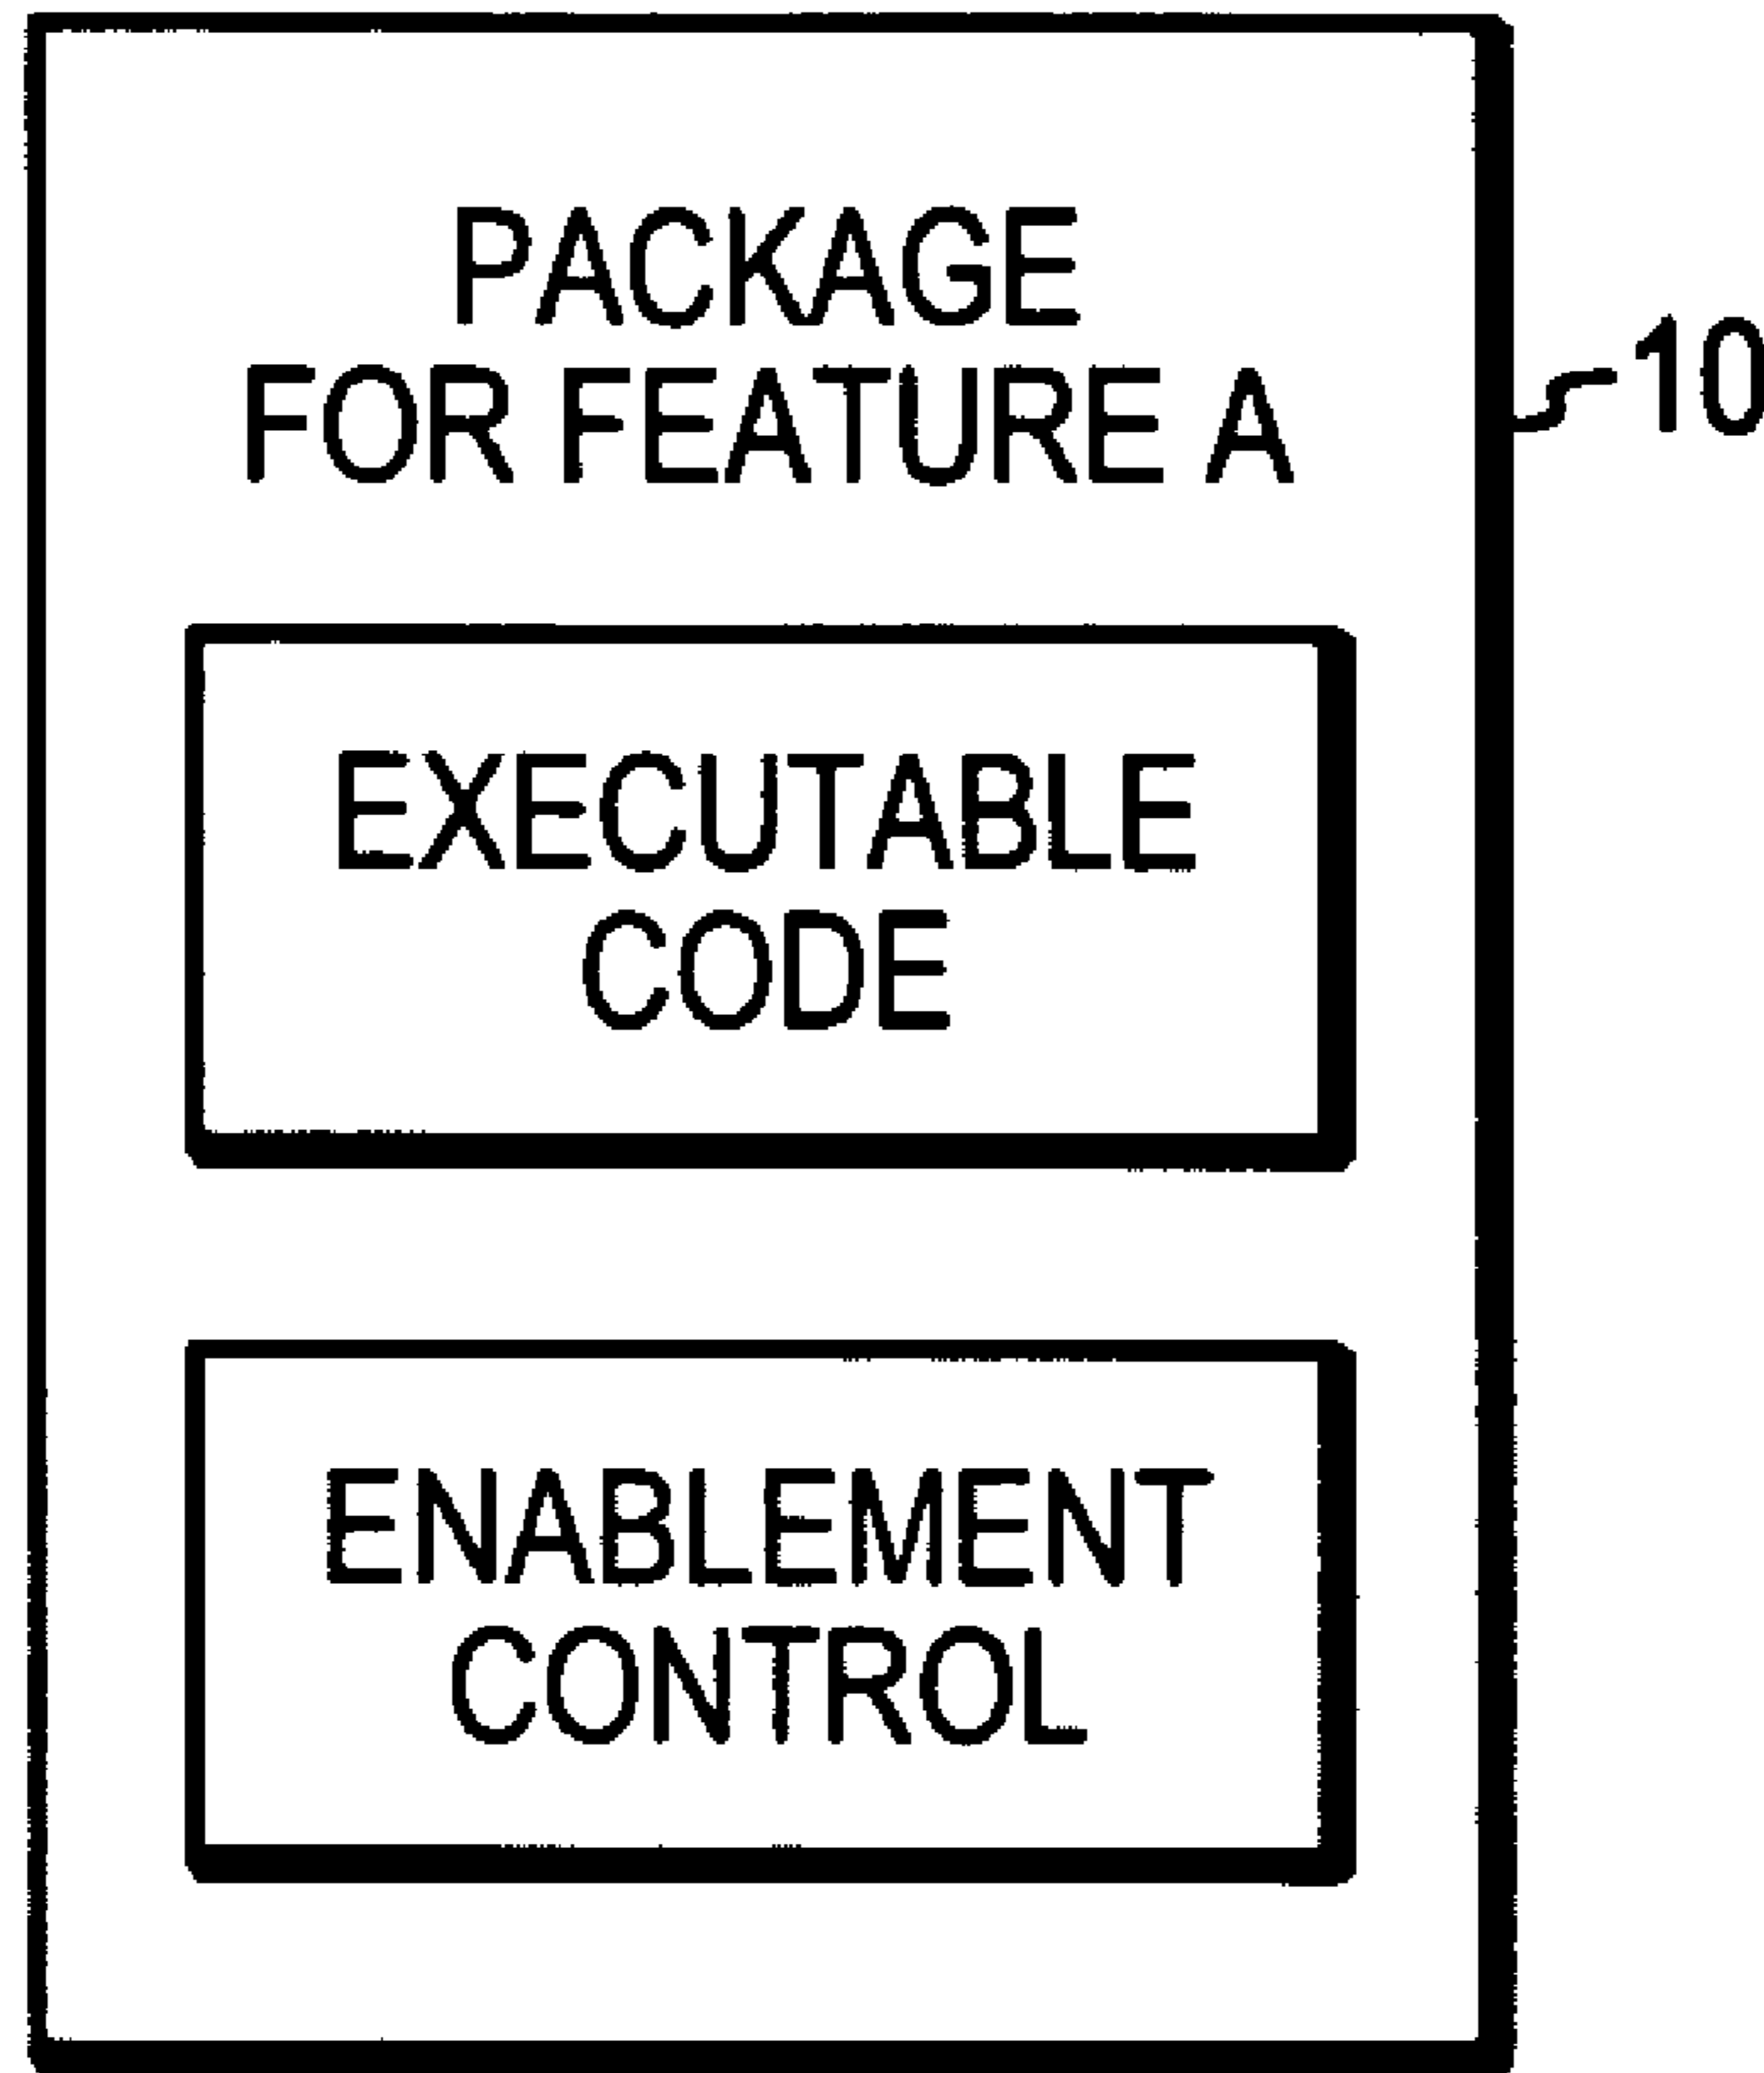 PACKAGE
FOR FEATURE A
10
EXECUTABLE
CODE
ENABLEMENT
CONTROL